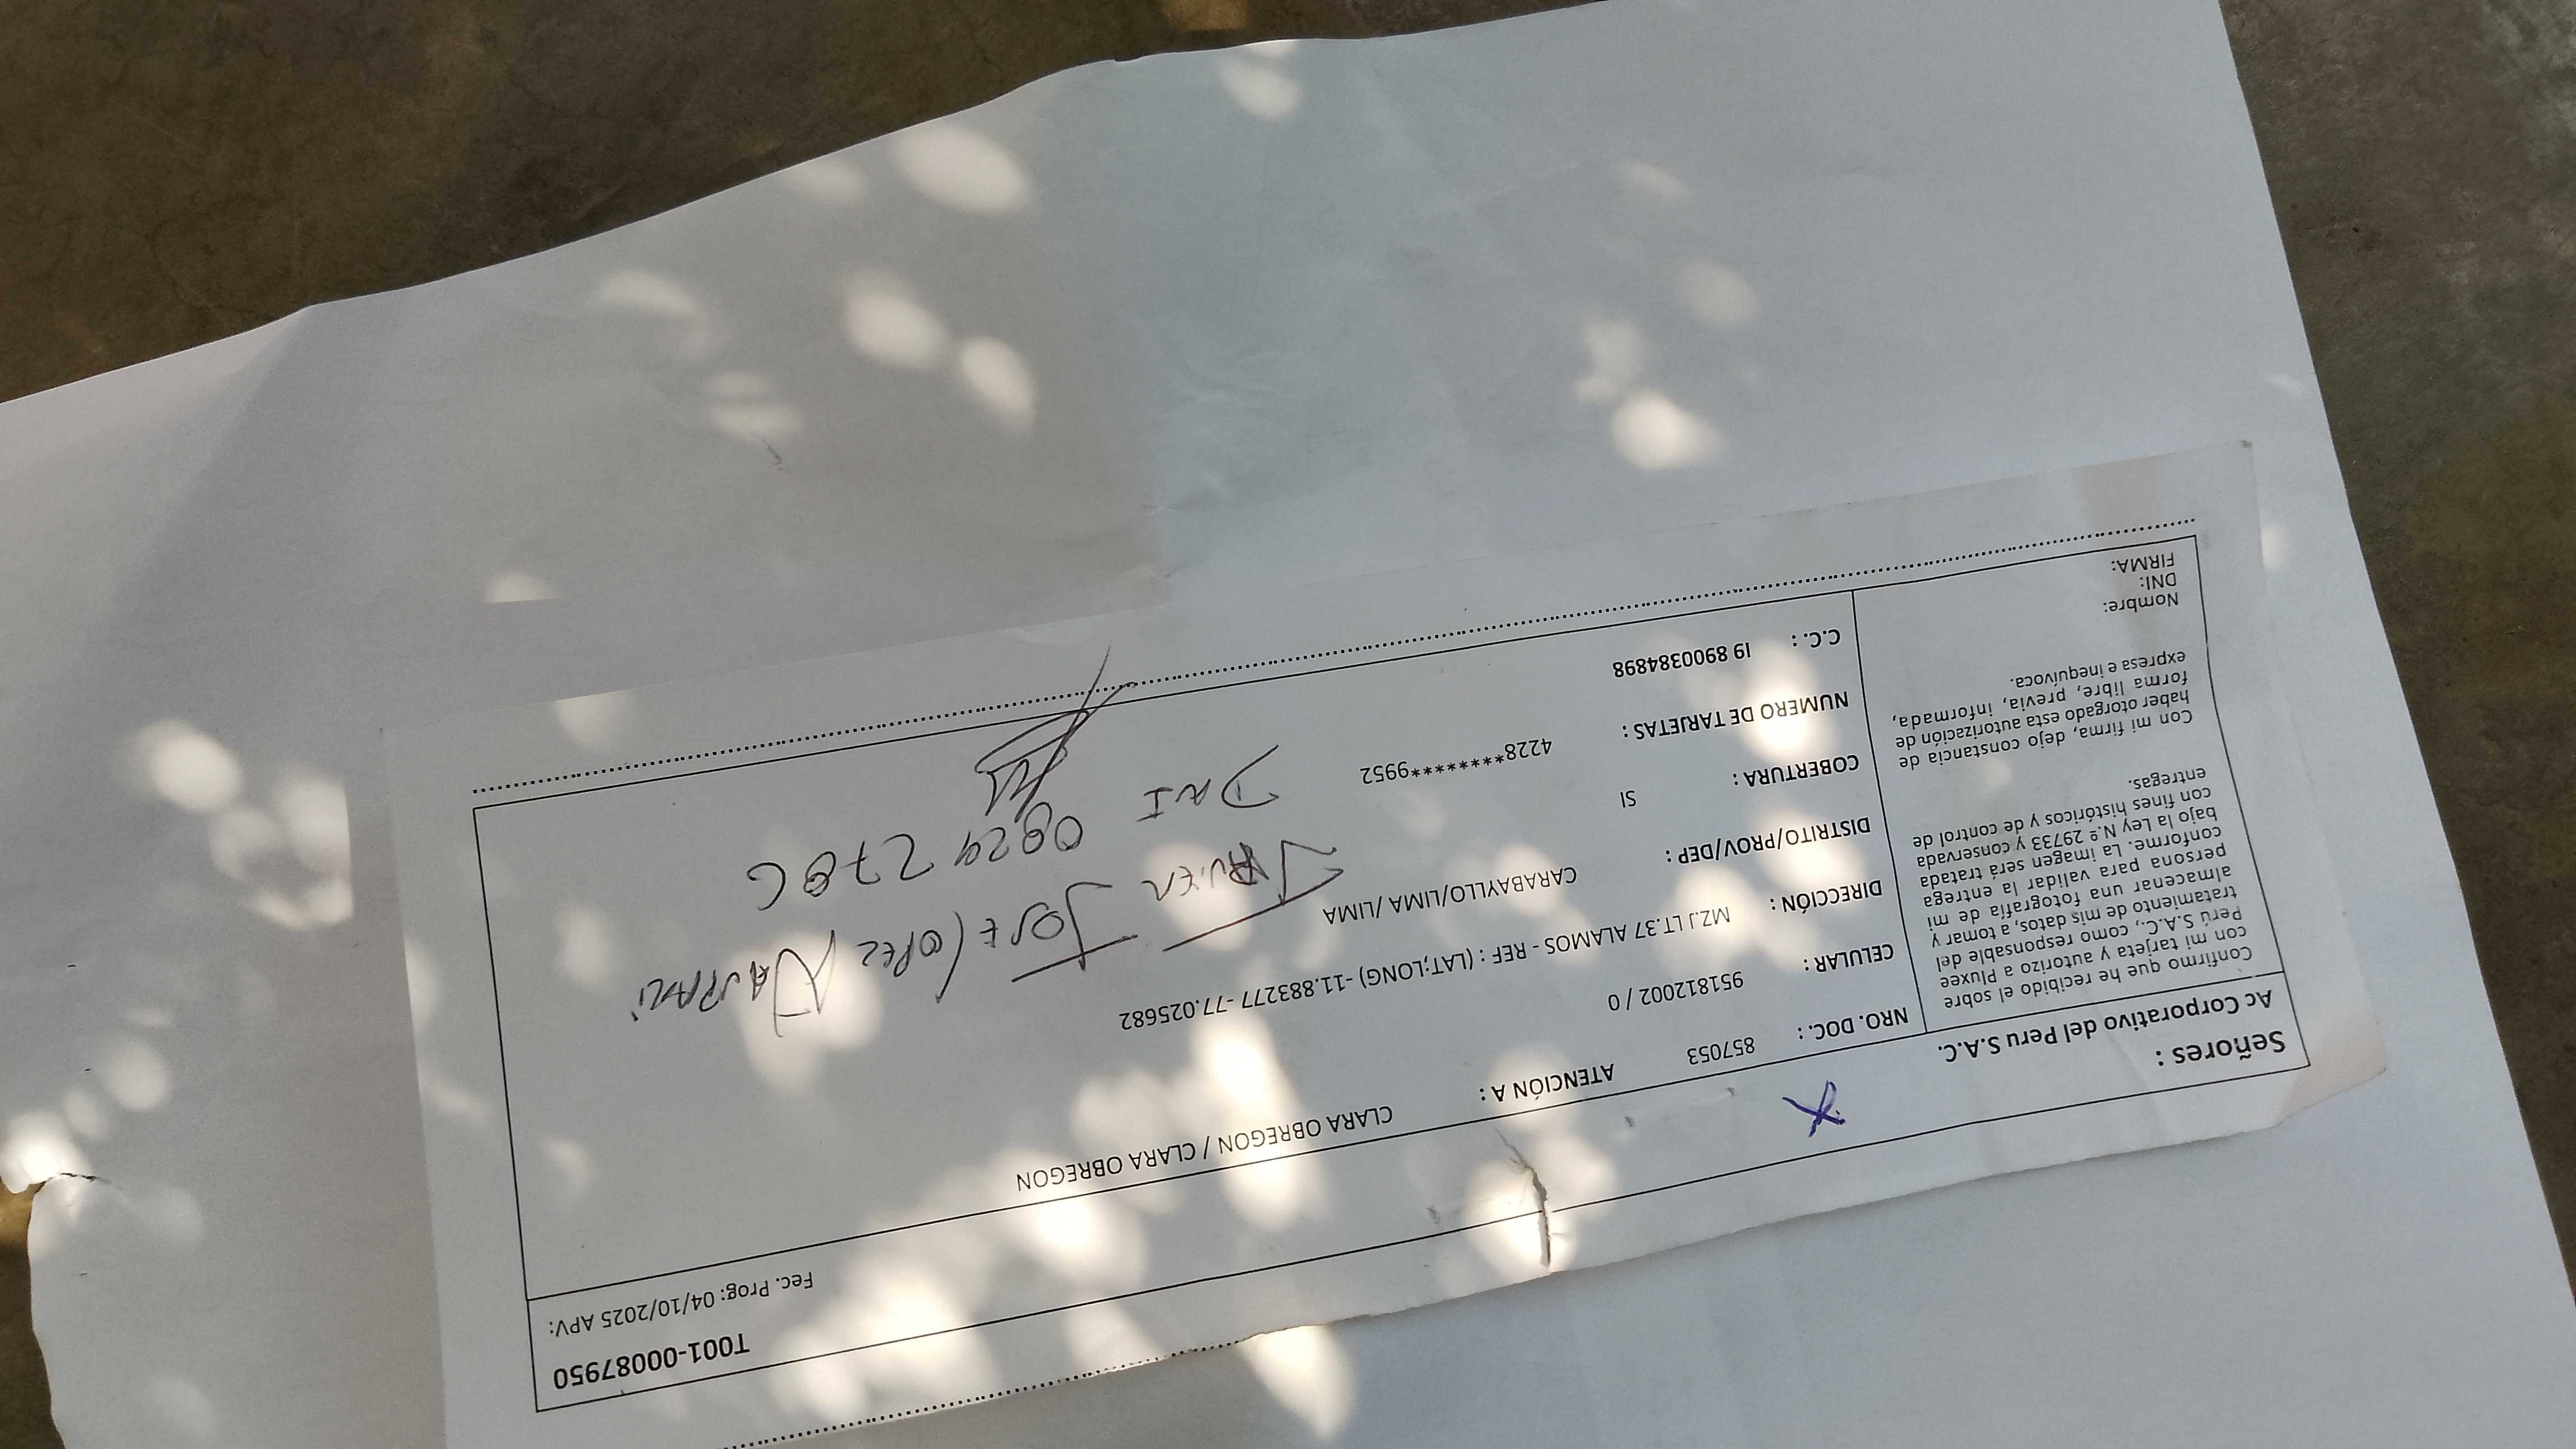 Señores :
Ac Corporativo del Peru S.A.C.
T001-00087950
Fec. Prog: 04/10/2025 APV:
Confirmo que he recibido el sobre
con mi tarjeta y autorizo a Pluxee
Perú S.A.C., como responsable del
tratamiento de mis datos, a tomar y
almacenar una fotografía de mi
persona para validar la entrega
conforme. La imagen será tratada
bajo la Ley N.º 29733 y conservada
con fines históricos y de control de
entregas.
Con mi firma, dejo constancia de
haber otorgado esta autorización de
forma libre, previa, informada,
expresa e inequívoca.
Nombre:
DNI:
FIRMA:
NRO. DOC. : 857053 ATENCIÓN A : CLARA OBREGON / CLARA OBREGON
CELULAR : 951812002 / 0
DIRECCIÓN : MZ.J LT.37 ALAMOS - REF : (LAT;LONG) -11.883277 -77.025682
DISTRITO/PROV/DEP : CARABAYLLO/LIMA /LIMA
COBERTURA : SI
NUMERO DE TARJETAS : 4228*********9952
C.C. : I9 8900384898
JAVIER JOSE LOPEZ
DNI